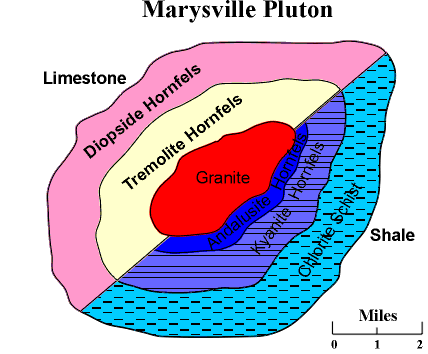 Marysville Pluton
Limestone
Diopside Hornfels
Tremolite Hornfels
Granite
Andalusite Hornfels
Kyanite Hornfels
Chlorite Schist
Shale
Miles
0 1 2